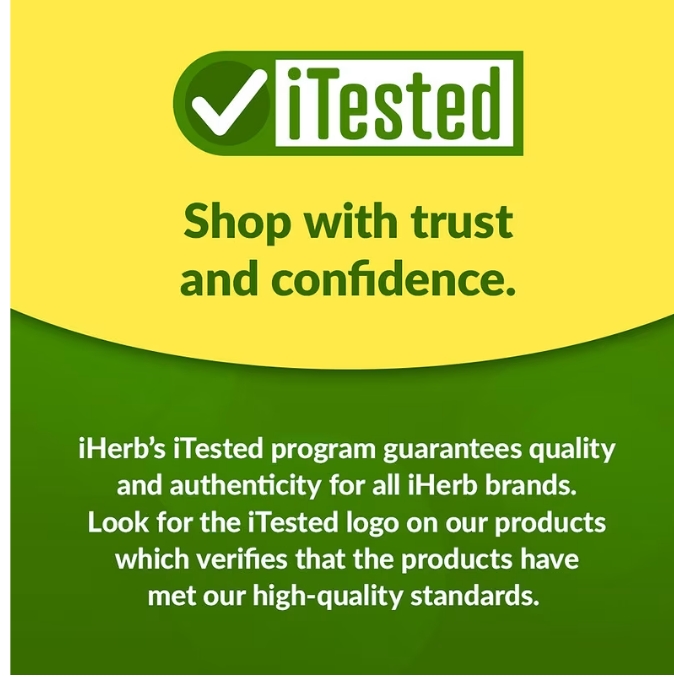 iTested
Shop with trust
and confidence.
iHerb’s iTested program guarantees quality
and authenticity for all iHerb brands.
Look for the iTested logo on our products
which verifies that the products have
met our high-quality standards.